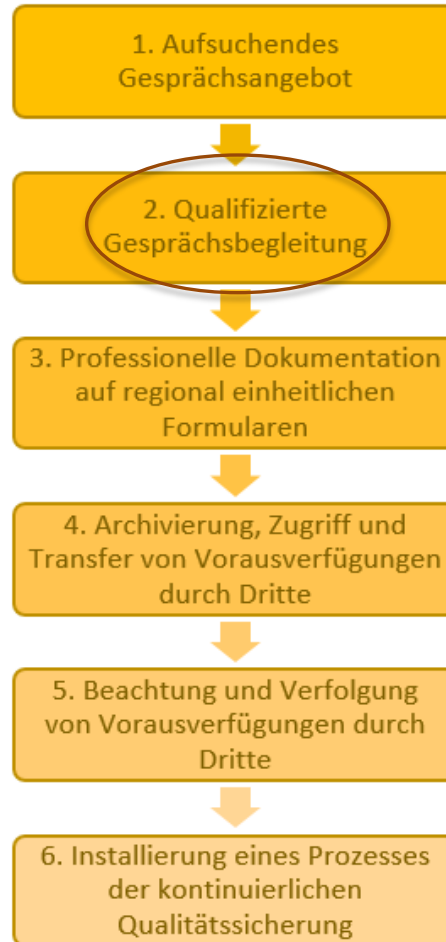 1. Aufsuchendes
Gesprächsangebot
2. Qualifizierte
Gesprächsbegleitung
3. Professionelle Dokumentation
auf regional einheitlichen
Formularen
4. Archivierung, Zugriff und
Transfer von Vorausverfügungen
durch Dritte
5. Beachtung und Verfolgung
von Vorausverfügungen durch
Dritte
6. Installierung eines Prozesses
der kontinuierlichen
Qualitätssicherung